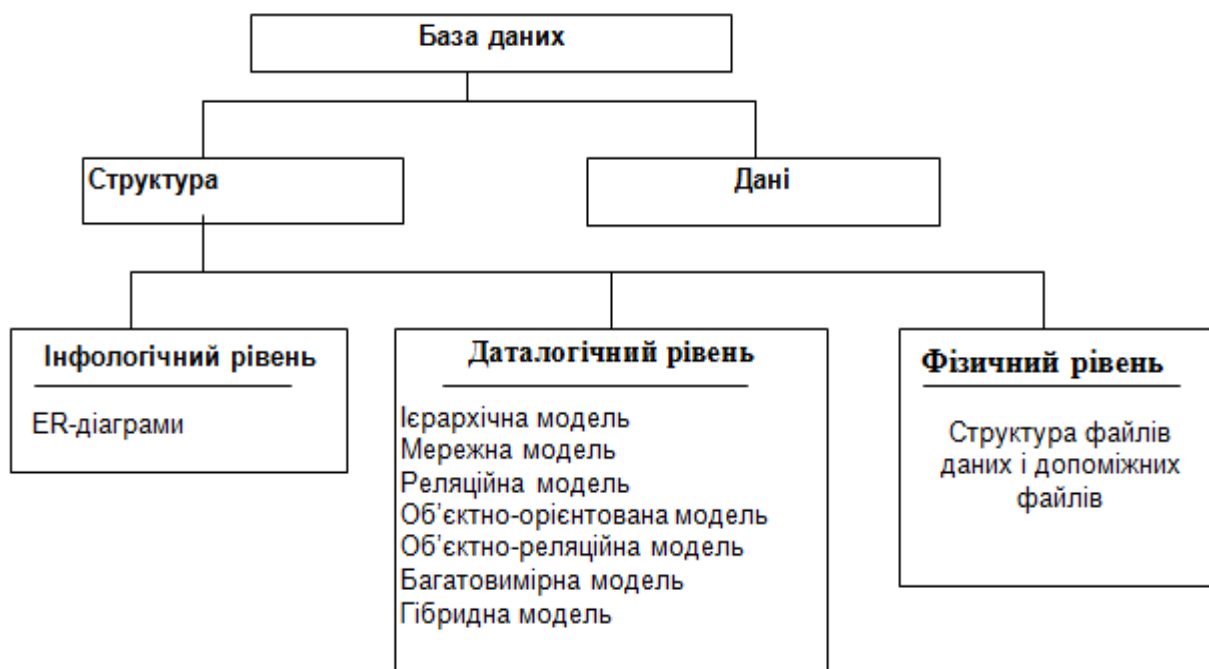 База даних
Структура
Дані
Інфологічний рівень
ER-діаграми
Даталогічний рівень
Ієрархічна модель
Мережна модель
Реляційна модель
Об’єктно-орієнтована модель
Об’єктно-реляційна модель
Багатовимірна модель
Гібридна модель
Фізичний рівень
Структура файлів
даних і допоміжних
файлів